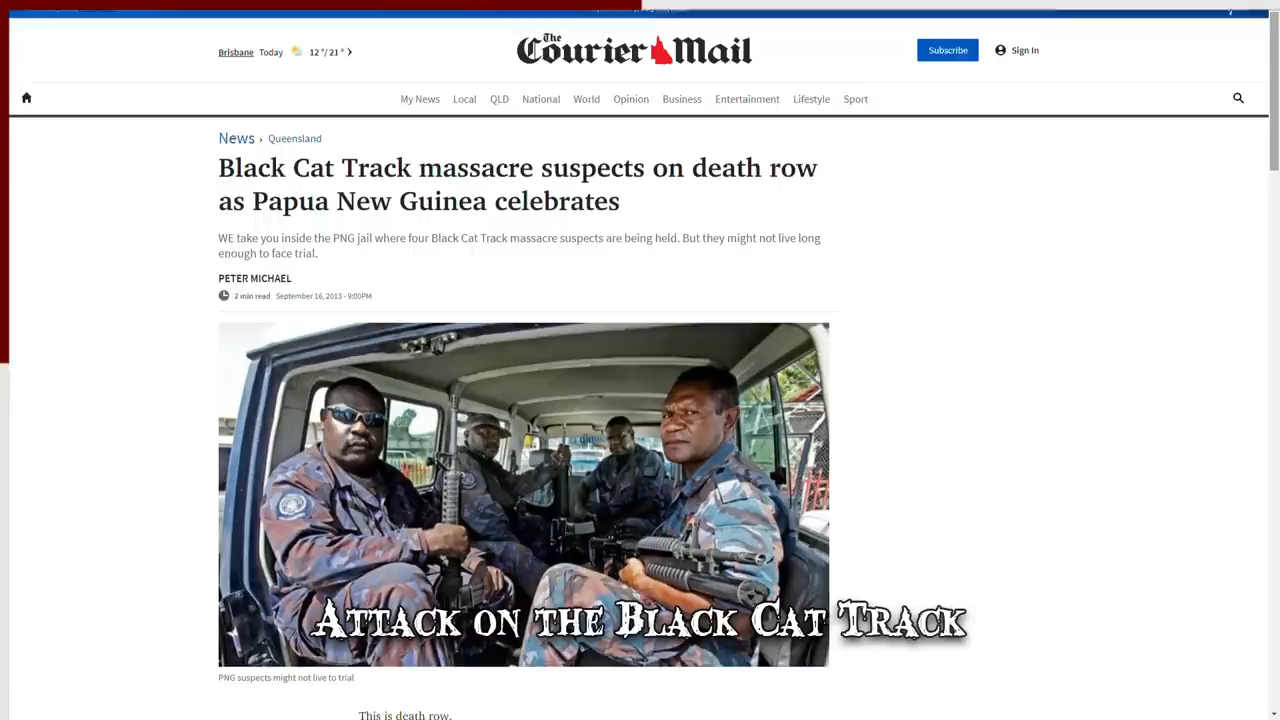 The
Courier Mail
Brisbane Today 12°/21°
Subscribe
Sign In
My News Local QLD National World Opinion Business Entertainment Lifestyle Sport
News › Queensland
Black Cat Track massacre suspects on death row
as Papua New Guinea celebrates
WE take you inside the PNG jail where four Black Cat Track massacre suspects are being held. But they might not live long
enough to face trial.
PETER MICHAEL
2 min read September 16, 2013 - 9:00PM
Attack on the Black Cat Track
PNG suspects might not live to trial
This is death row.